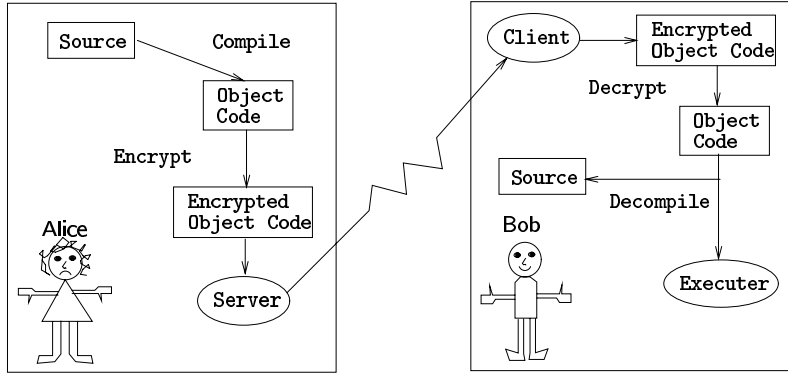 Source
Compile
Object
Code
Encrypt
Encrypted
Object Code
Alice
Server
Client
Encrypted
Object Code
Decrypt
Object
Code
Source
Decompile
Bob
Executer